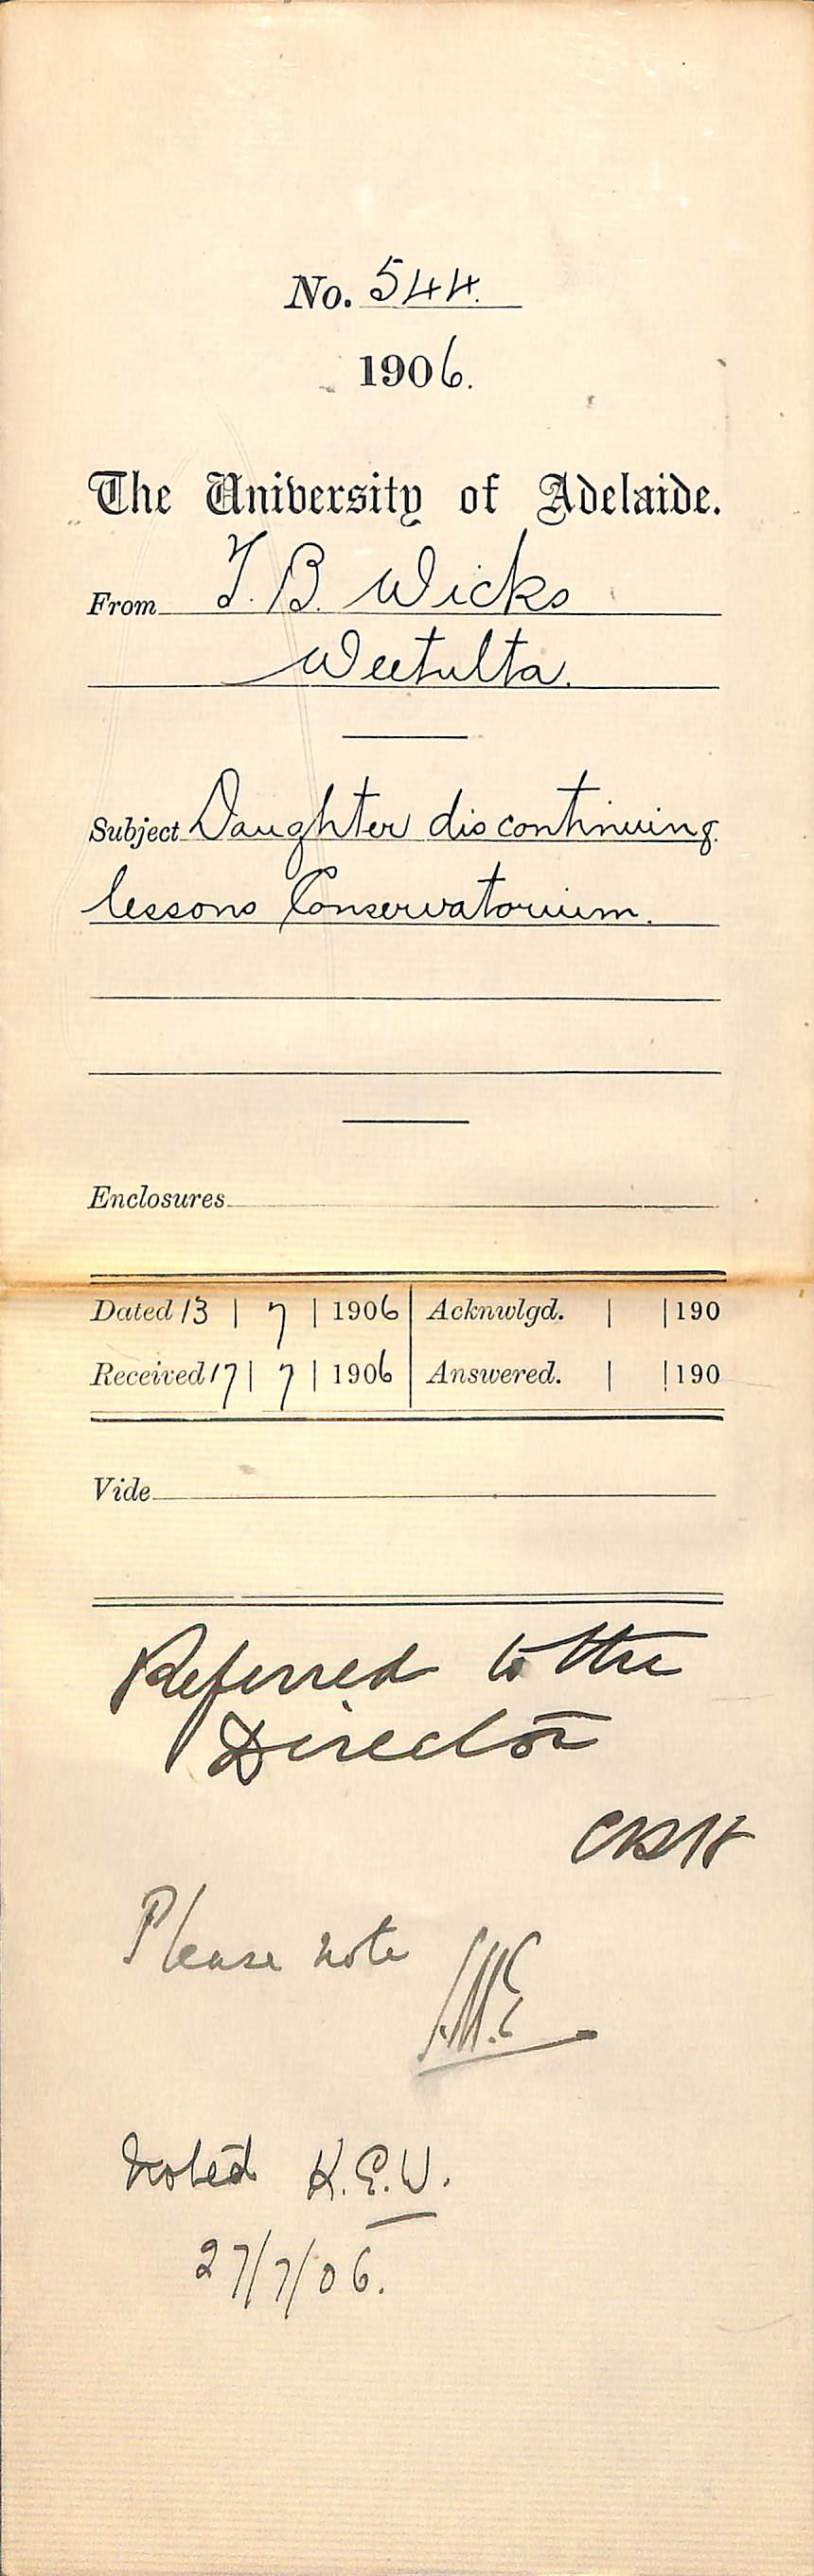 No. 544.
1906.
The University of Adelaide.
From T. B. Wicks
Weetulta.
Subject Daughter discontinuing
lessons Conservatorium.
Enclosures
Dated 13 | 7 | 1906 Acknwlgd. | | 190
Received 17 | 7 | 1906 Answered. | | 190
Vide
Referred to the
Director
Please note
Noted K.E.W.
27/7/06.